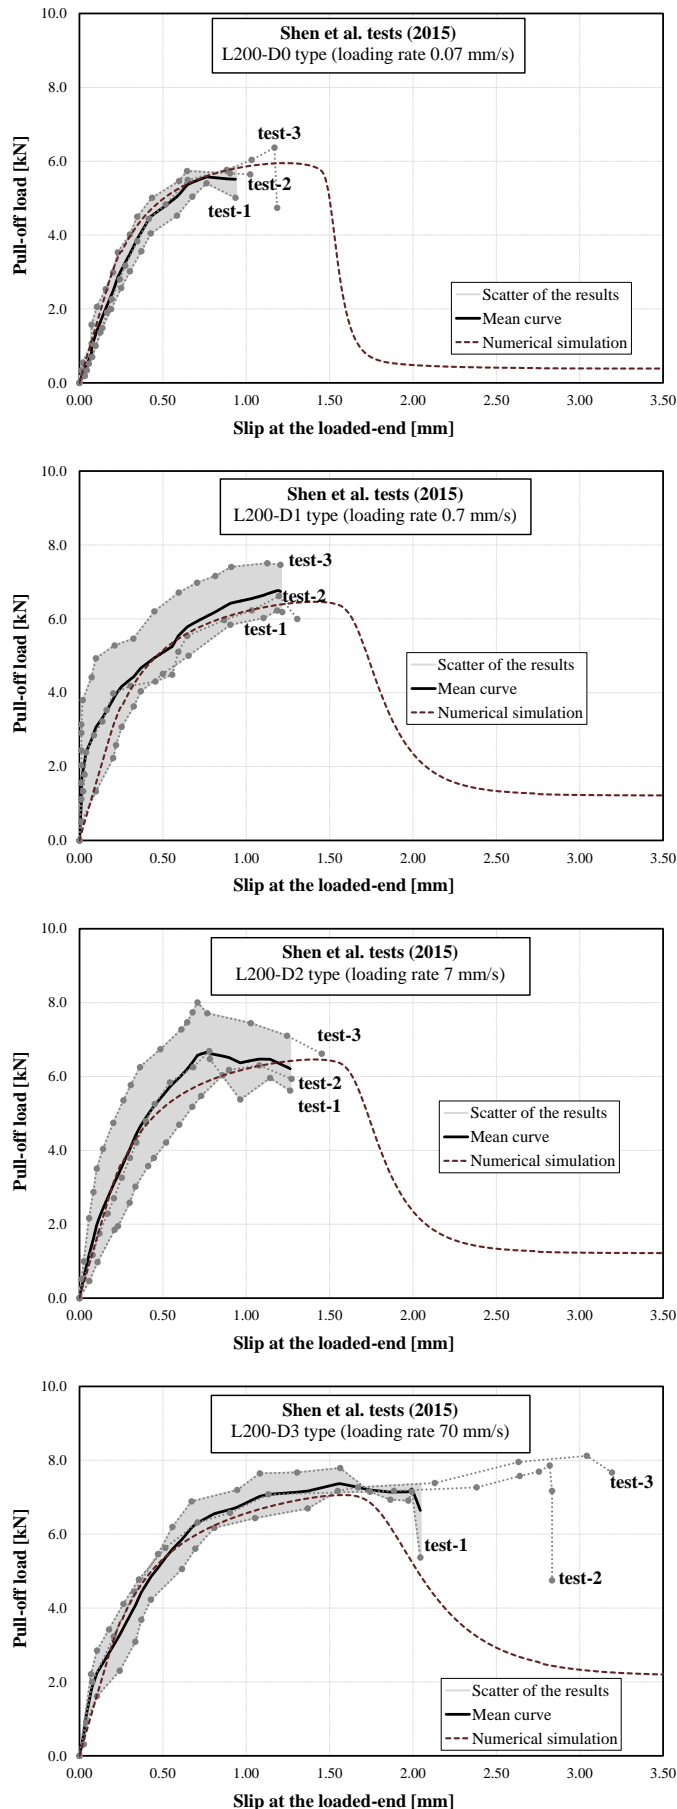 Shen et al. tests (2015)
L200-D0 type (loading rate 0.07 mm/s)
10.0
8.0
6.0
4.0
2.0
0.0
Pull-off load [kN]
test-3
test-2
test-1
Scatter of the results
Mean curve
Numerical simulation
0.00 0.50 1.00 1.50 2.00 2.50 3.00 3.50
Slip at the loaded-end [mm]
Shen et al. tests (2015)
L200-D1 type (loading rate 0.7 mm/s)
10.0
8.0
6.0
4.0
2.0
0.0
Pull-off load [kN]
test-3
test-2
test-1
Scatter of the results
Mean curve
Numerical simulation
0.00 0.50 1.00 1.50 2.00 2.50 3.00 3.50
Slip at the loaded-end [mm]
Shen et al. tests (2015)
L200-D2 type (loading rate 7 mm/s)
10.0
8.0
6.0
4.0
2.0
0.0
Pull-off load [kN]
test-3
test-2
test-1
Scatter of the results
Mean curve
Numerical simulation
0.00 0.50 1.00 1.50 2.00 2.50 3.00 3.50
Slip at the loaded-end [mm]
Shen et al. tests (2015)
L200-D3 type (loading rate 70 mm/s)
10.0
8.0
6.0
4.0
2.0
0.0
Pull-off load [kN]
test-3
test-1
test-2
Scatter of the results
Mean curve
Numerical simulation
0.00 0.50 1.00 1.50 2.00 2.50 3.00 3.50
Slip at the loaded-end [mm]